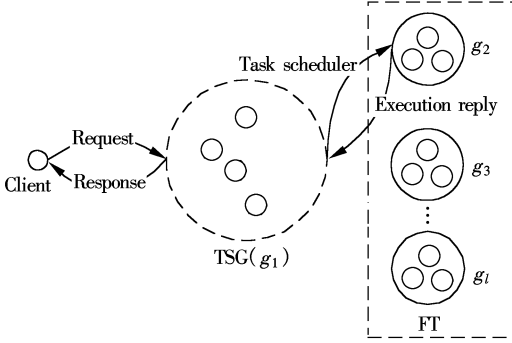 Request
Response
Client
TSG(g1)
Task scheduler
Execution reply
g2
g3
⋮
gl
FT